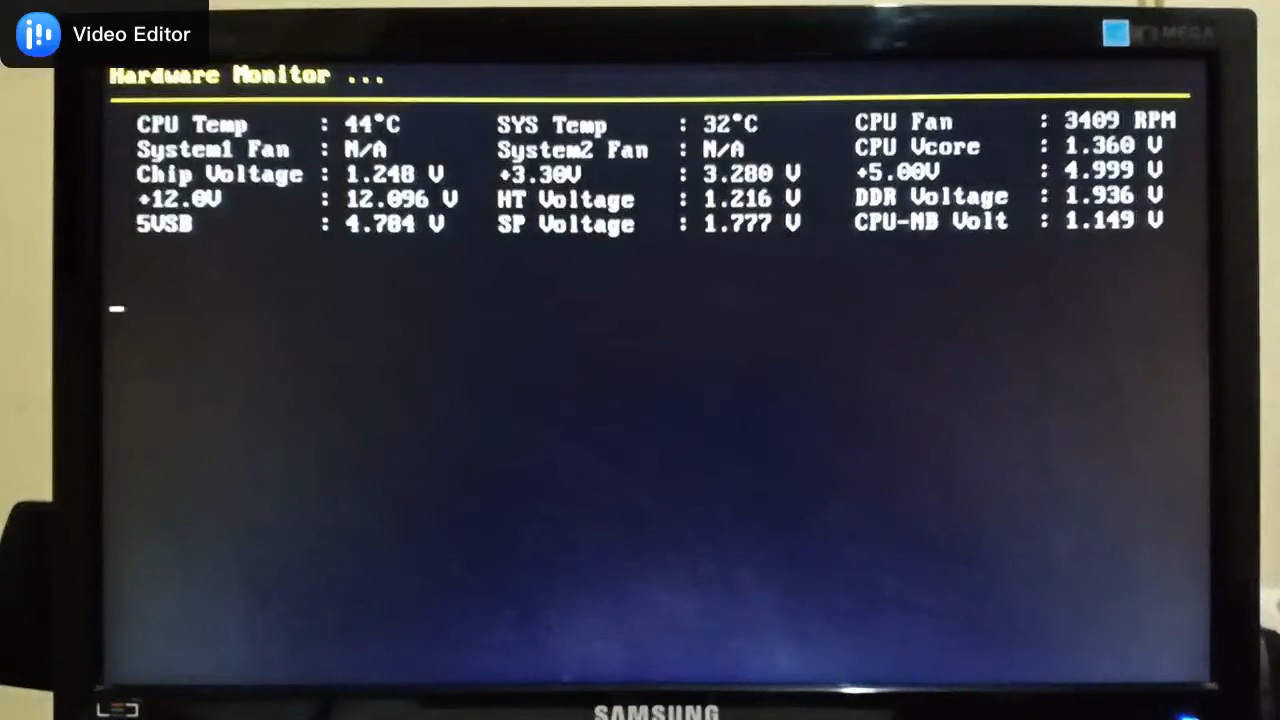 Video Editor
MEGA
Hardware Monitor ...
CPU Temp : 44°C SYS Temp : 32°C CPU Fan : 3409 RPM
System1 Fan : N/A System2 Fan : N/A CPU Vcore : 1.360 V
Chip Voltage : 1.248 V +3.30V : 3.280 V +5.00V : 4.999 V
+12.0V : 12.096 V HT Voltage : 1.216 V DDR Voltage : 1.936 V
5VSB : 4.784 V SP Voltage : 1.777 V CPU-NB Volt : 1.149 V
LED
SAMSUNG